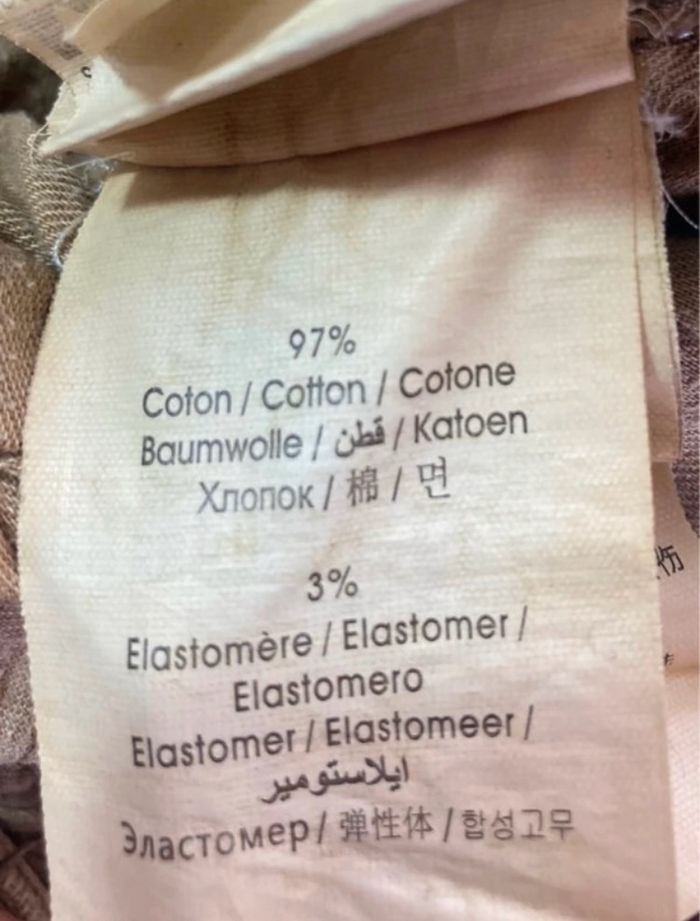 97%
Coton / Cotton / Cotone
Baumwolle / قطن / Katoen
Хлопок / 棉 / 면
3%
Elastomère / Elastomer /
Elastomero
Elastomer / Elastomeer /
ايلاستومير
Эластомер / 弹性体 / 합성고무
伤